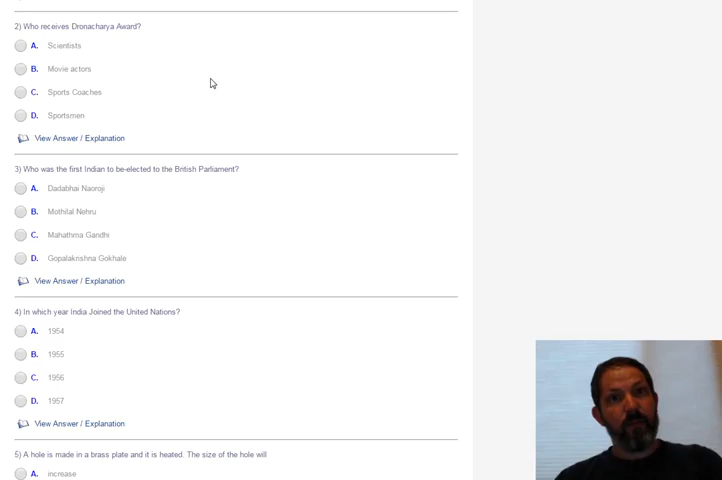 2) Who receives Dronacharya Award?
A. Scientists
B. Movie actors
C. Sports Coaches
D. Sportsmen
View Answer / Explanation
3) Who was the first Indian to be-elected to the British Parliament?
A. Dadabhai Naoroji
B. Mothilal Nehru
C. Mahathma Gandhi
D. Gopalakrishna Gokhale
View Answer / Explanation
4) In which year India Joined the United Nations?
A. 1954
B. 1955
C. 1956
D. 1957
View Answer / Explanation
5) A hole is made in a brass plate and it is heated. The size of the hole will
A. increase